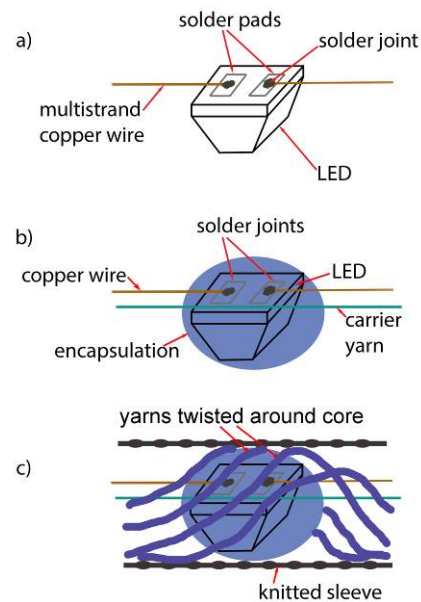 a)
solder pads
solder joint
multistrand
copper wire
LED
b)
solder joints
copper wire
LED
encapsulation
carrier
yarn
yarns twisted around core
c)
knitted sleeve